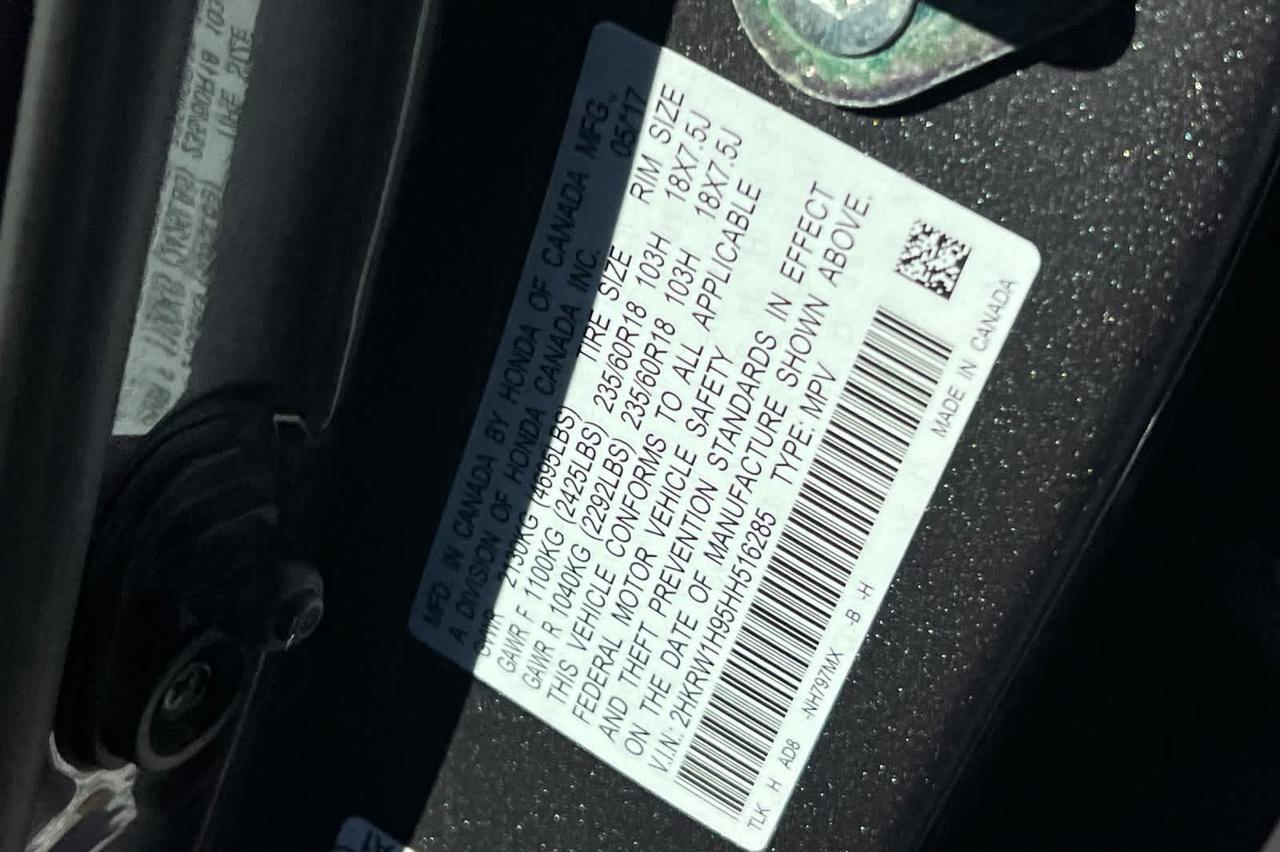 MFD. IN CANADA BY HONDA OF CANADA MFG.
A DIVISION OF HONDA CANADA INC. 05/17
GVWR 2130KG (4695LBS) TIRE SIZE RIM SIZE
GAWR F 1100KG (2425LBS) 235/60R18 103H 18X7.5J
GAWR R 1040KG (2292LBS) 235/60R18 103H 18X7.5J
THIS VEHICLE CONFORMS TO ALL APPLICABLE
FEDERAL MOTOR VEHICLE SAFETY
AND THEFT PREVENTION STANDARDS IN EFFECT
ON THE DATE OF MANUFACTURE SHOWN ABOVE.
V.I.N.: 2HKRW1H95HH516285 TYPE: MPV
TLK H AD8 -NH797MX -B -H
MADE IN CANADA